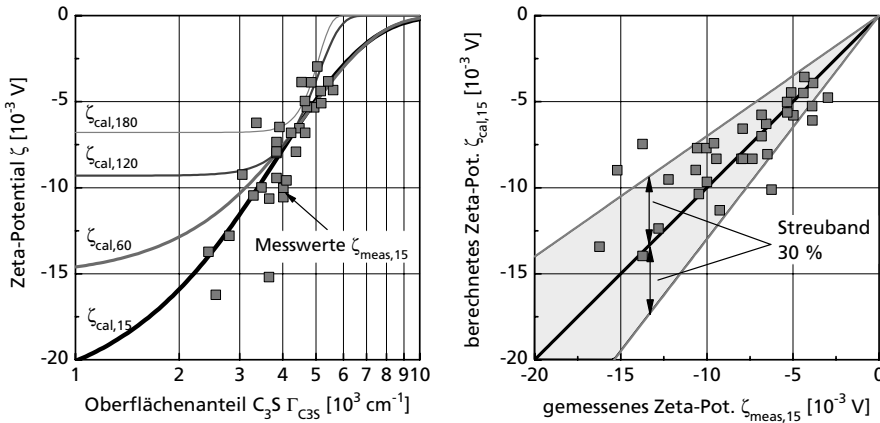 0
-5
-10
-15
-20
Zeta-Potential ζ [10⁻³ V]
ζcal,180
ζcal,120
ζcal,60
ζcal,15
Messwerte ζmeas,15
1 2 3 4 5 6 7 8 9 10
Oberflächenanteil C₃S ΓC3S [10³ cm⁻¹]
0
-5
-10
-15
-20
berechnetes Zeta-Pot. ζcal,15 [10⁻³ V]
Streuband
30 %
-20 -15 -10 -5 0
gemessenes Zeta-Pot. ζmeas,15 [10⁻³ V]